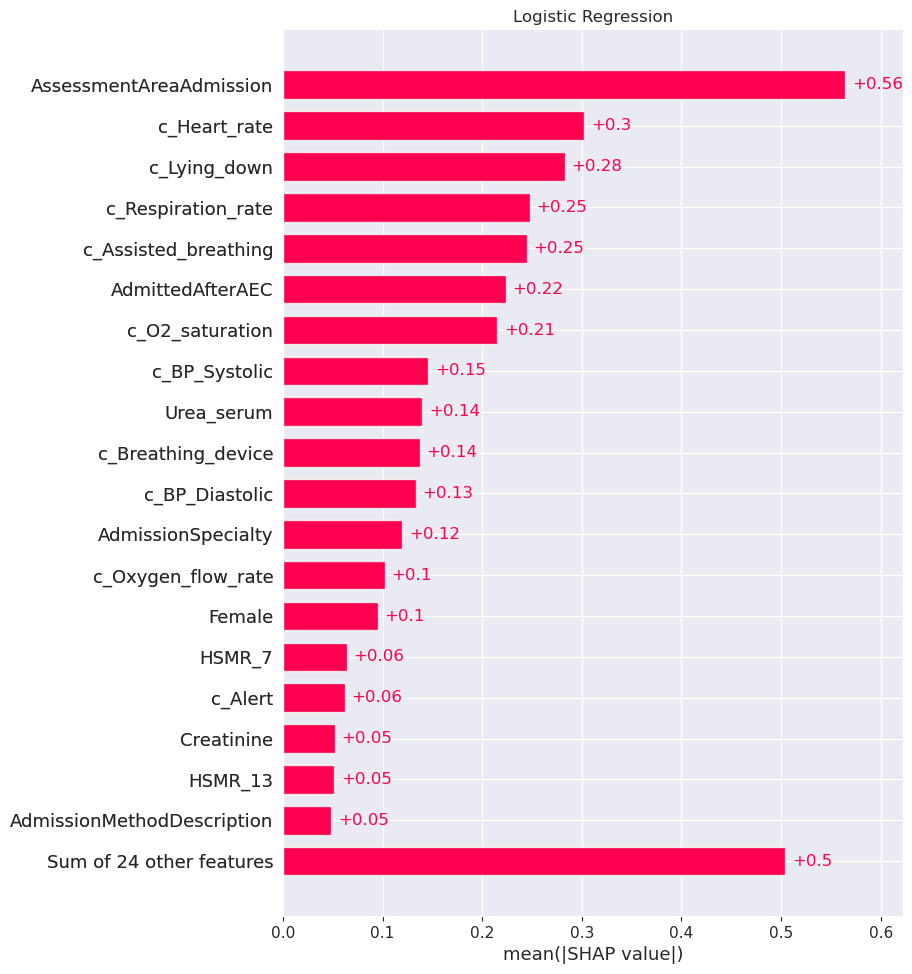 Logistic Regression
AssessmentAreaAdmission +0.56
c_Heart_rate +0.3
c_Lying_down +0.28
c_Respiration_rate +0.25
c_Assisted_breathing +0.25
AdmittedAfterAEC +0.22
c_O2_saturation +0.21
c_BP_Systolic +0.15
Urea_serum +0.14
c_Breathing_device +0.14
c_BP_Diastolic +0.13
AdmissionSpecialty +0.12
c_Oxygen_flow_rate +0.1
Female +0.1
HSMR_7 +0.06
c_Alert +0.06
Creatinine +0.05
HSMR_13 +0.05
AdmissionMethodDescription +0.05
Sum of 24 other features +0.5
0.0 0.1 0.2 0.3 0.4 0.5 0.6
mean(|SHAP value|)